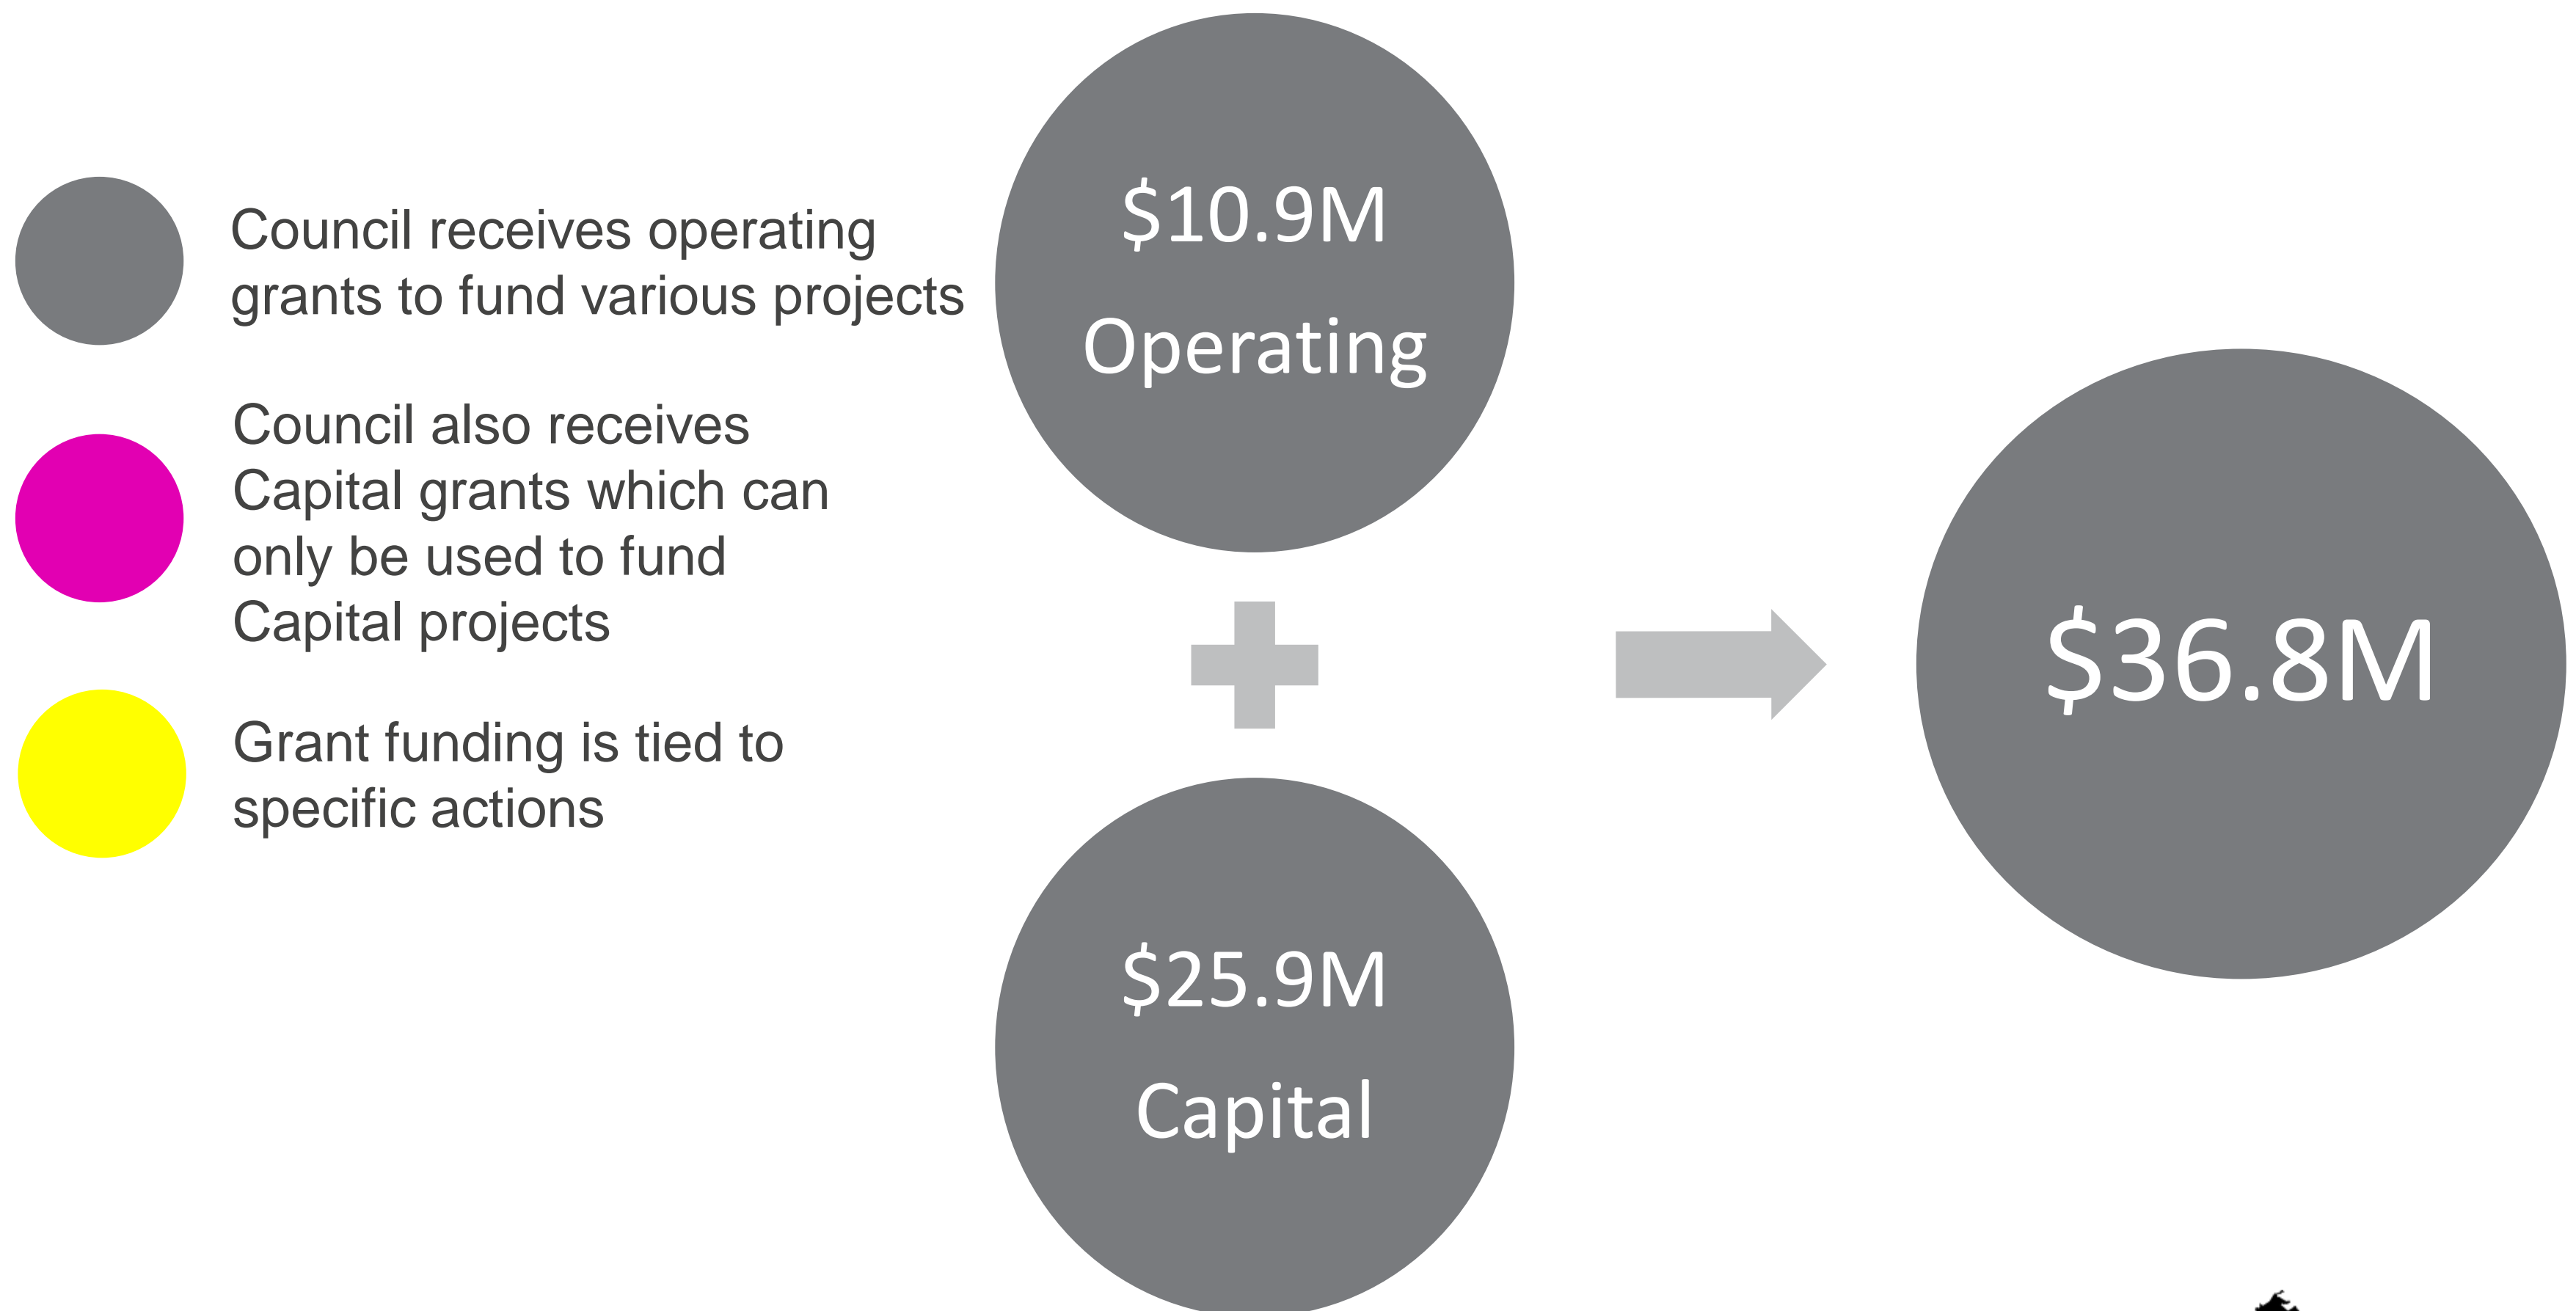 Council receives operating
grants to fund various projects
Council also receives
Capital grants which can
only be used to fund
Capital projects
Grant funding is tied to
specific actions
$10.9M
Operating
$25.9M
Capital
$36.8M